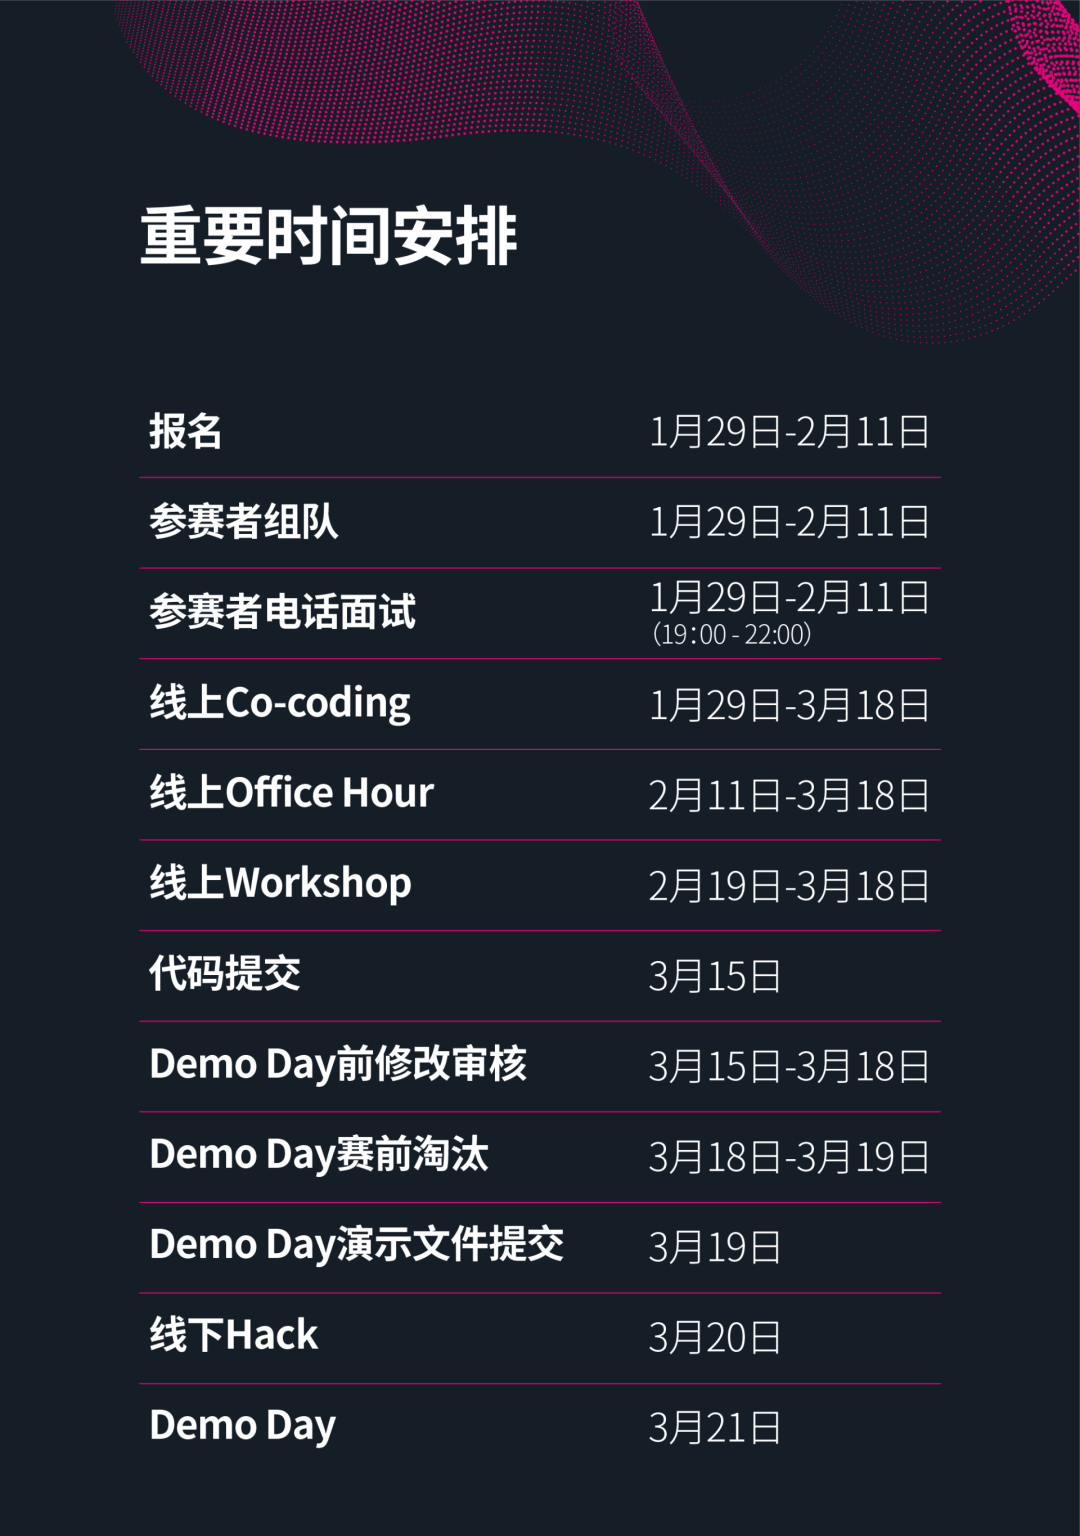 重要时间安排
报名 1月29日-2月11日
参赛者组队 1月29日-2月11日
参赛者电话面试 1月29日-2月11日
(19:00 - 22:00)
线上Co-coding 1月29日-3月18日
线上Office Hour 2月11日-3月18日
线上Workshop 2月19日-3月18日
代码提交 3月15日
Demo Day前修改审核 3月15日-3月18日
Demo Day赛前淘汰 3月18日-3月19日
Demo Day演示文件提交 3月19日
线下Hack 3月20日
Demo Day 3月21日